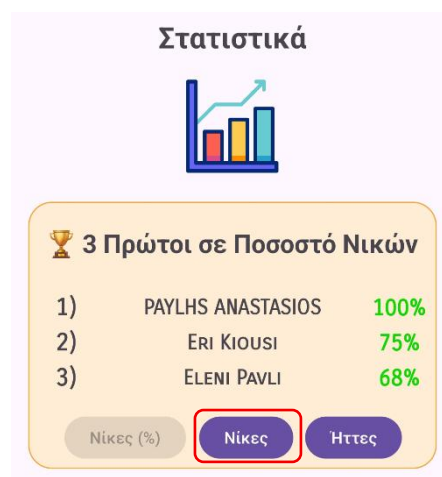 Στατιστικά
3 Πρώτοι σε Ποσοστό Νικών
1) PAYLHS ANASTASIOS 100%
2) ERI KIOUSI 75%
3) ELENI PAVLI 68%
Νίκες (%) Νίκες Ήττες